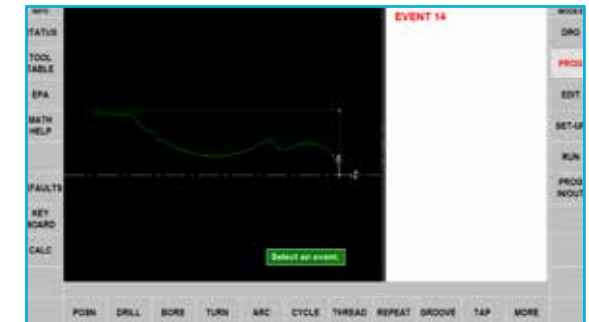 INFO
STATUS
TOOL
TABLE
EPA
MATH
HELP
EFAULTS
KEY
BOARD
CALC
EVENT 14
Select an event.
MODES
DRO
PROG
EDIT
SET-UP
RUN
PROG
IN/OUT
POSN DRILL BORE TURN ARC CYCLE THREAD REPEAT GROOVE TAP MORE